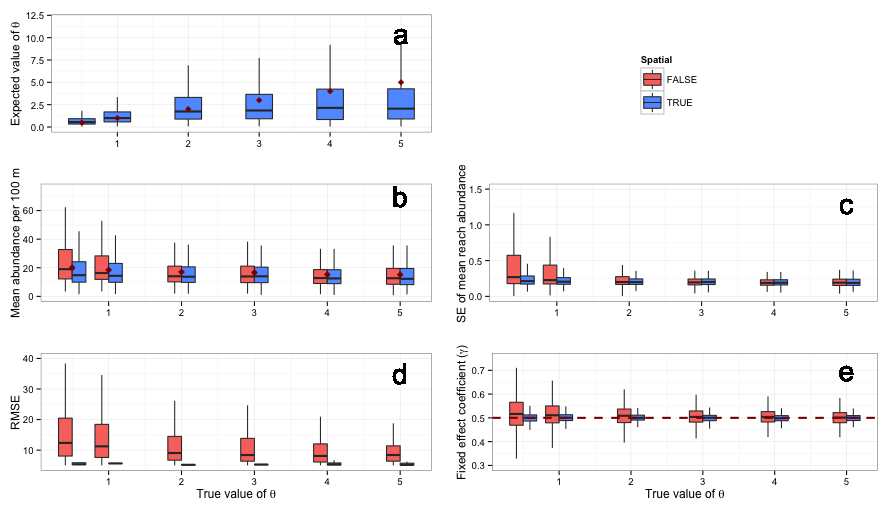 a
Expected value of θ
12.5
10.0
7.5
5.0
2.5
0.0
1 2 3 4 5
Spatial
FALSE
TRUE
b
Mean abundance per 100 m
60
40
20
0
1 2 3 4 5
c
SE of mean reach abundance
1.5
1.0
0.5
0.0
1 2 3 4 5
d
RMSE
40
30
20
10
1 2 3 4 5
True value of θ
e
Fixed effect coefficient (γ)
0.7
0.6
0.5
0.4
0.3
1 2 3 4 5
True value of θ